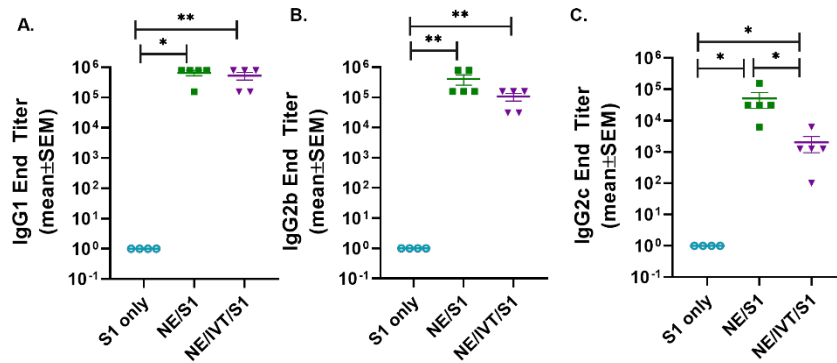 A.
IgG1 End Titer
(mean±SEM)
10⁶
10⁵
10⁴
10³
10²
10¹
10⁰
10⁻¹
**
*
S1 only
NE/S1
NE/IVT/S1
B.
IgG2b End Titer
(mean±SEM)
10⁶
10⁵
10⁴
10³
10²
10¹
10⁰
10⁻¹
**
**
S1 only
NE/S1
NE/IVT/S1
C.
IgG2c End Titer
(mean±SEM)
10⁶
10⁵
10⁴
10³
10²
10¹
10⁰
10⁻¹
*
*
*
S1 only
NE/S1
NE/IVT/S1